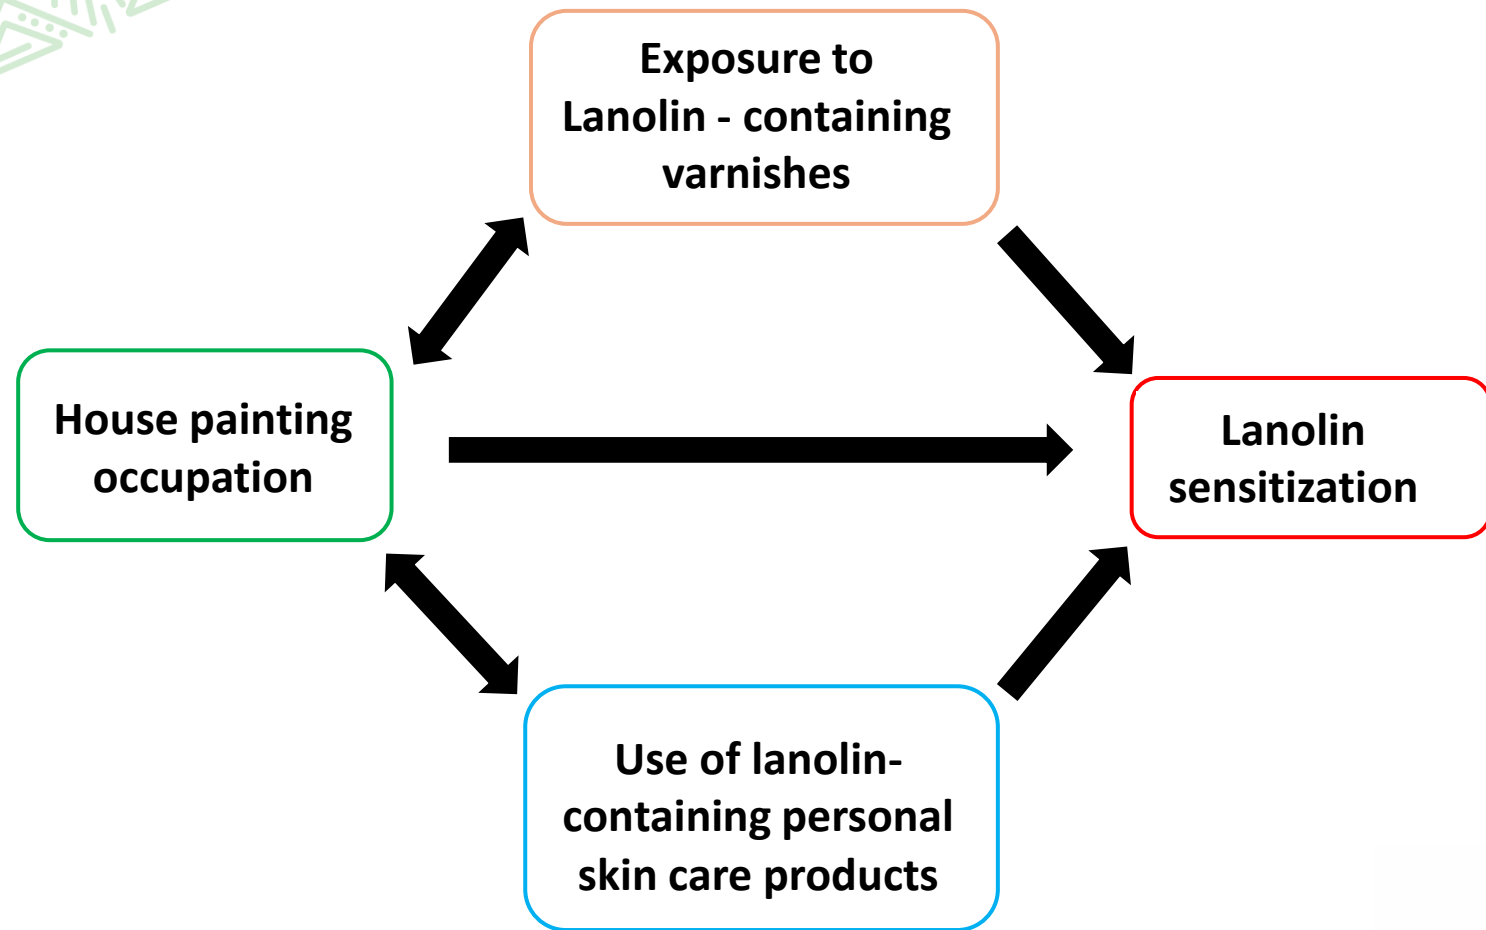 Exposure to
Lanolin - containing
varnishes
House painting
occupation
Lanolin
sensitization
Use of lanolin-
containing personal
skin care products